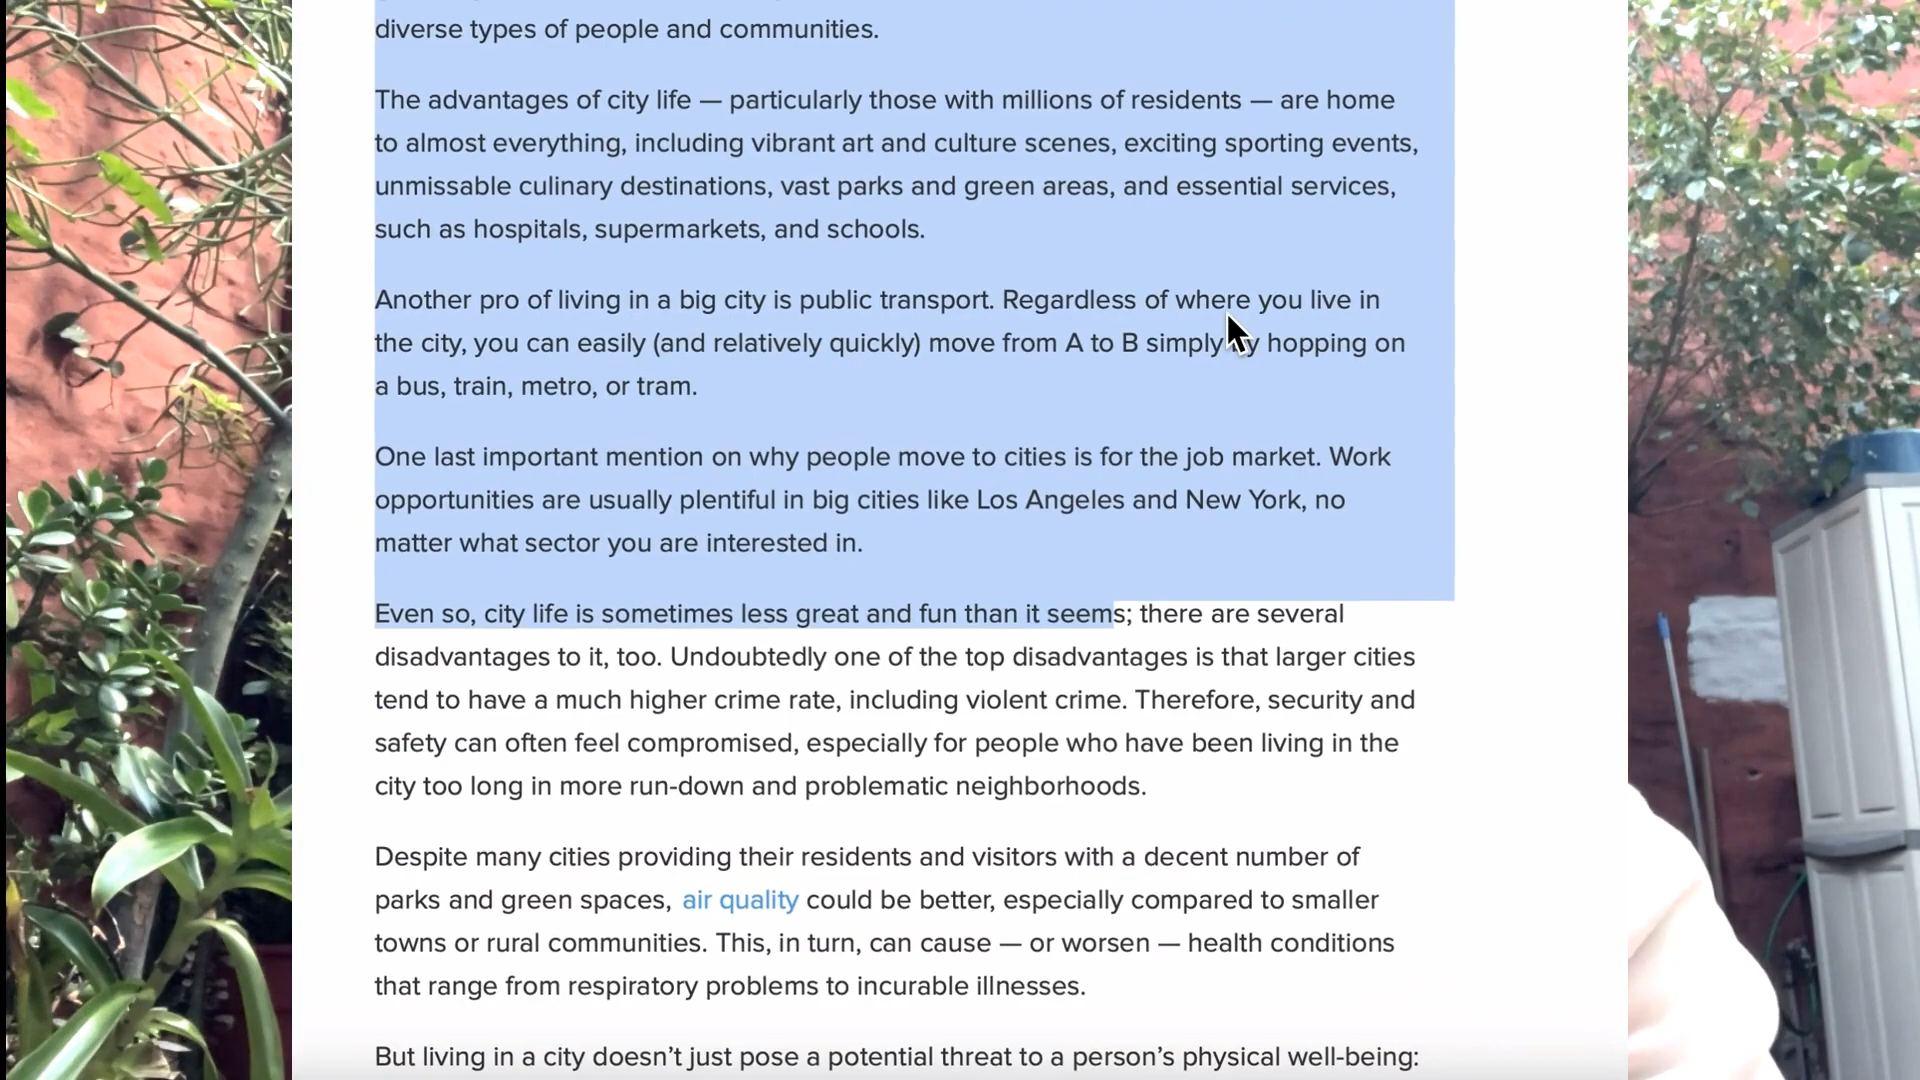 diverse types of people and communities.
The advantages of city life — particularly those with millions of residents — are home
to almost everything, including vibrant art and culture scenes, exciting sporting events,
unmissable culinary destinations, vast parks and green areas, and essential services,
such as hospitals, supermarkets, and schools.
Another pro of living in a big city is public transport. Regardless of where you live in
the city, you can easily (and relatively quickly) move from A to B simply by hopping on
a bus, train, metro, or tram.
One last important mention on why people move to cities is for the job market. Work
opportunities are usually plentiful in big cities like Los Angeles and New York, no
matter what sector you are interested in.
Even so, city life is sometimes less great and fun than it seems; there are several
disadvantages to it, too. Undoubtedly one of the top disadvantages is that larger cities
tend to have a much higher crime rate, including violent crime. Therefore, security and
safety can often feel compromised, especially for people who have been living in the
city too long in more run-down and problematic neighborhoods.
Despite many cities providing their residents and visitors with a decent number of
parks and green spaces, air quality could be better, especially compared to smaller
towns or rural communities. This, in turn, can cause — or worsen — health conditions
that range from respiratory problems to incurable illnesses.
But living in a city doesn’t just pose a potential threat to a person’s physical well-being: